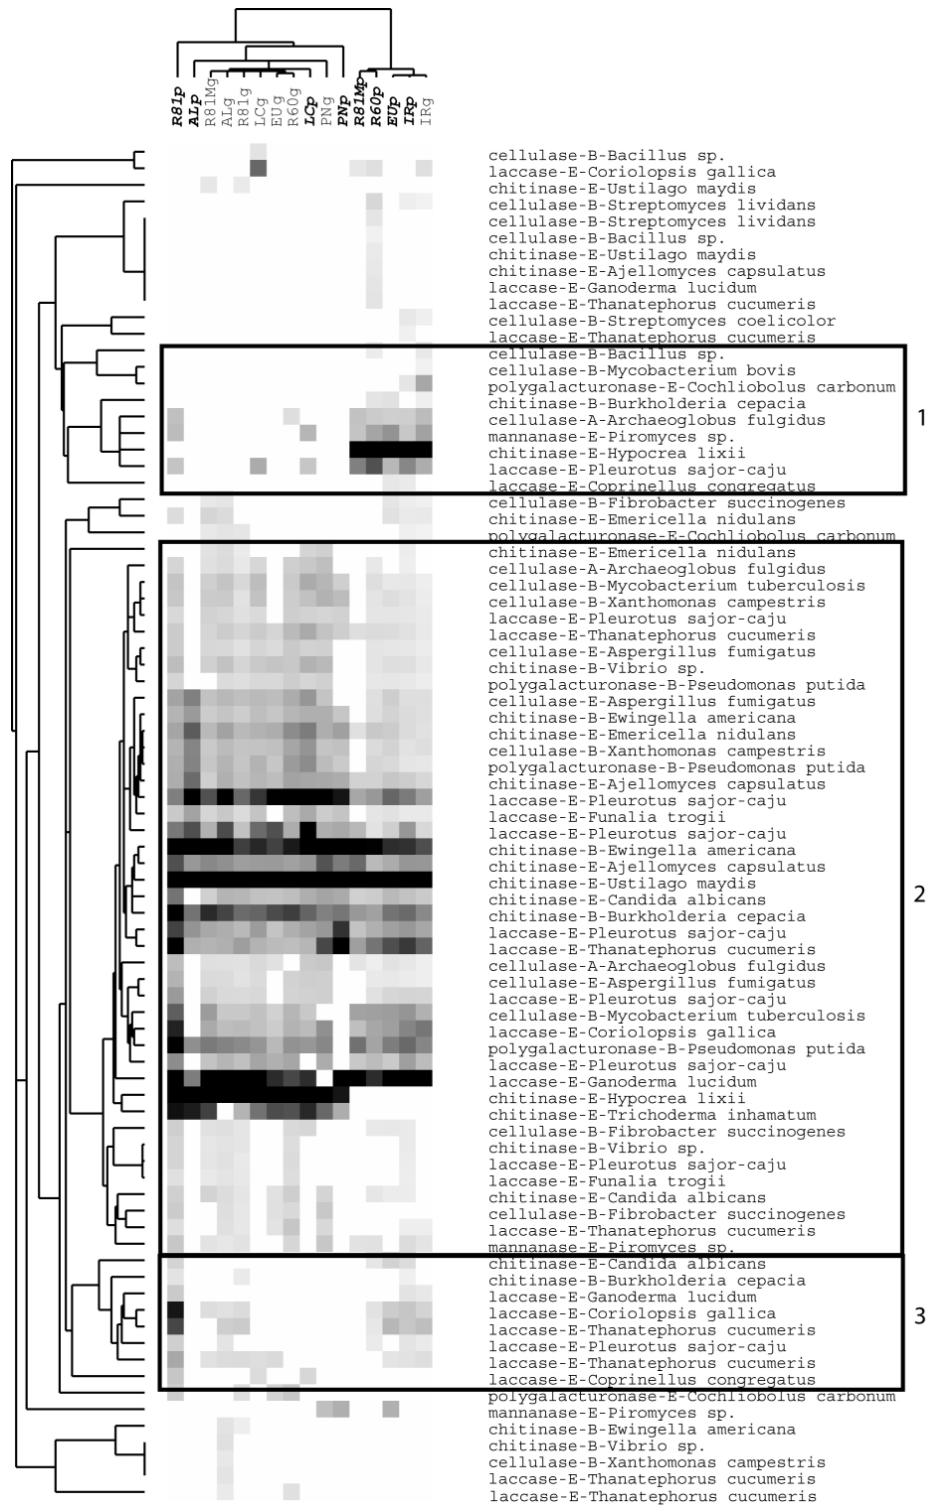 R81p
ALp
R81Mg
ALg
R81g
LCg
EUg
R60g
LCp
PNg
PNp
R81Mp
R60p
EUp
IRp
IRg
cellulase-B-Bacillus sp.
laccase-E-Coriolopsis gallica
chitinase-E-Ustilago maydis
cellulase-B-Streptomyces lividans
cellulase-B-Streptomyces lividans
cellulase-B-Bacillus sp.
chitinase-E-Ustilago maydis
chitinase-E-Ajellomyces capsulatus
laccase-E-Ganoderma lucidum
laccase-E-Thanatephorus cucumeris
cellulase-B-Streptomyces coelicolor
laccase-E-Thanatephorus cucumeris
cellulase-B-Bacillus sp.
cellulase-B-Mycobacterium bovis
polygalacturonase-E-Cochliobolus carbonum
chitinase-B-Burkholderia cepacia
cellulase-A-Archaeoglobus fulgidus
mannanase-E-Piromyces sp.
chitinase-E-Hypocrea lixii
laccase-E-Pleurotus sajor-caju
laccase-E-Coprinellus congregatus
1
cellulase-B-Fibrobacter succinogenes
chitinase-E-Emericella nidulans
polygalacturonase-E-Cochliobolus carbonum
chitinase-E-Emericella nidulans
cellulase-A-Archaeoglobus fulgidus
cellulase-B-Mycobacterium tuberculosis
cellulase-B-Xanthomonas campestris
laccase-E-Pleurotus sajor-caju
laccase-E-Thanatephorus cucumeris
cellulase-E-Aspergillus fumigatus
chitinase-B-Vibrio sp.
polygalacturonase-B-Pseudomonas putida
cellulase-E-Aspergillus fumigatus
chitinase-B-Ewingella americana
chitinase-E-Emericella nidulans
cellulase-B-Xanthomonas campestris
polygalacturonase-B-Pseudomonas putida
chitinase-E-Ajellomyces capsulatus
laccase-E-Pleurotus sajor-caju
laccase-E-Funalia trogii
laccase-E-Pleurotus sajor-caju
chitinase-B-Ewingella americana
chitinase-E-Ajellomyces capsulatus
chitinase-E-Ustilago maydis
chitinase-E-Candida albicans
chitinase-B-Burkholderia cepacia
laccase-E-Pleurotus sajor-caju
laccase-E-Thanatephorus cucumeris
cellulase-A-Archaeoglobus fulgidus
cellulase-E-Aspergillus fumigatus
laccase-E-Pleurotus sajor-caju
cellulase-B-Mycobacterium tuberculosis
laccase-E-Coriolopsis gallica
polygalacturonase-B-Pseudomonas putida
laccase-E-Pleurotus sajor-caju
laccase-E-Ganoderma lucidum
chitinase-E-Hypocrea lixii
chitinase-E-Trichoderma inhamatum
cellulase-B-Fibrobacter succinogenes
chitinase-B-Vibrio sp.
laccase-E-Pleurotus sajor-caju
laccase-E-Funalia trogii
chitinase-E-Candida albicans
cellulase-B-Fibrobacter succinogenes
laccase-E-Thanatephorus cucumeris
mannanase-E-Piromyces sp.
2
chitinase-E-Candida albicans
chitinase-B-Burkholderia cepacia
laccase-E-Ganoderma lucidum
laccase-E-Coriolopsis gallica
laccase-E-Thanatephorus cucumeris
laccase-E-Pleurotus sajor-caju
laccase-E-Thanatephorus cucumeris
laccase-E-Coprinellus congregatus
3
polygalacturonase-E-Cochliobolus carbonum
mannanase-E-Piromyces sp.
chitinase-B-Ewingella americana
chitinase-B-Vibrio sp.
cellulase-B-Xanthomonas campestris
laccase-E-Thanatephorus cucumeris
laccase-E-Thanatephorus cucumeris